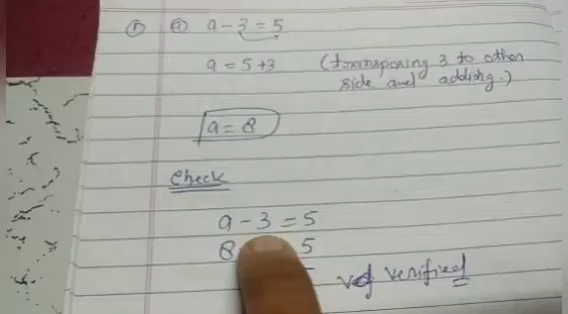 ① ⓐ a - 3 = 5
a = 5+3 (transposing 3 to other
side and adding.)
a = 8
Check
a - 3 = 5
8 5
verified